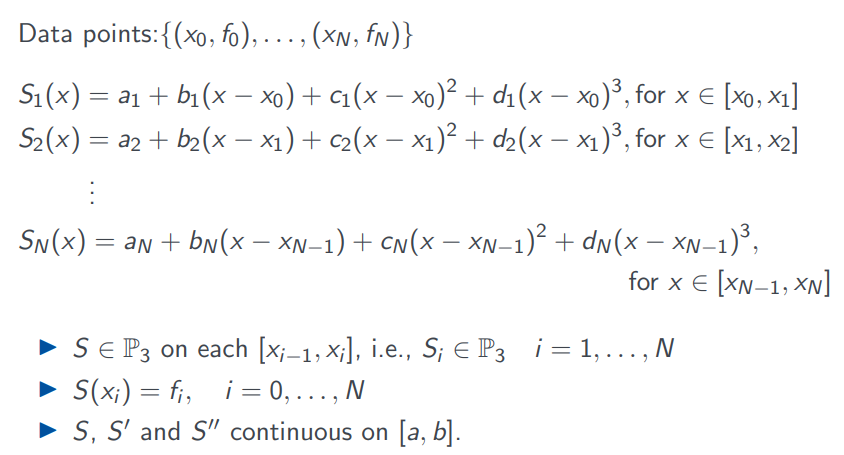 Data points:{(x₀, f₀), . . . , (x_N, f_N)}
S₁(x) = a₁ + b₁(x − x₀) + c₁(x − x₀)² + d₁(x − x₀)³, for x ∈ [x₀, x₁]
S₂(x) = a₂ + b₂(x − x₁) + c₂(x − x₁)² + d₂(x − x₁)³, for x ∈ [x₁, x₂]
⋮
S_N(x) = a_N + b_N(x − x_{N−1}) + c_N(x − x_{N−1})² + d_N(x − x_{N−1})³,
for x ∈ [x_{N−1}, x_N]
▶ S ∈ ℙ₃ on each [x_{i−1}, x_i], i.e., S_i ∈ ℙ₃ i = 1, . . . , N
▶ S(x_i) = f_i, i = 0, . . . , N
▶ S, S′ and S″ continuous on [a, b].